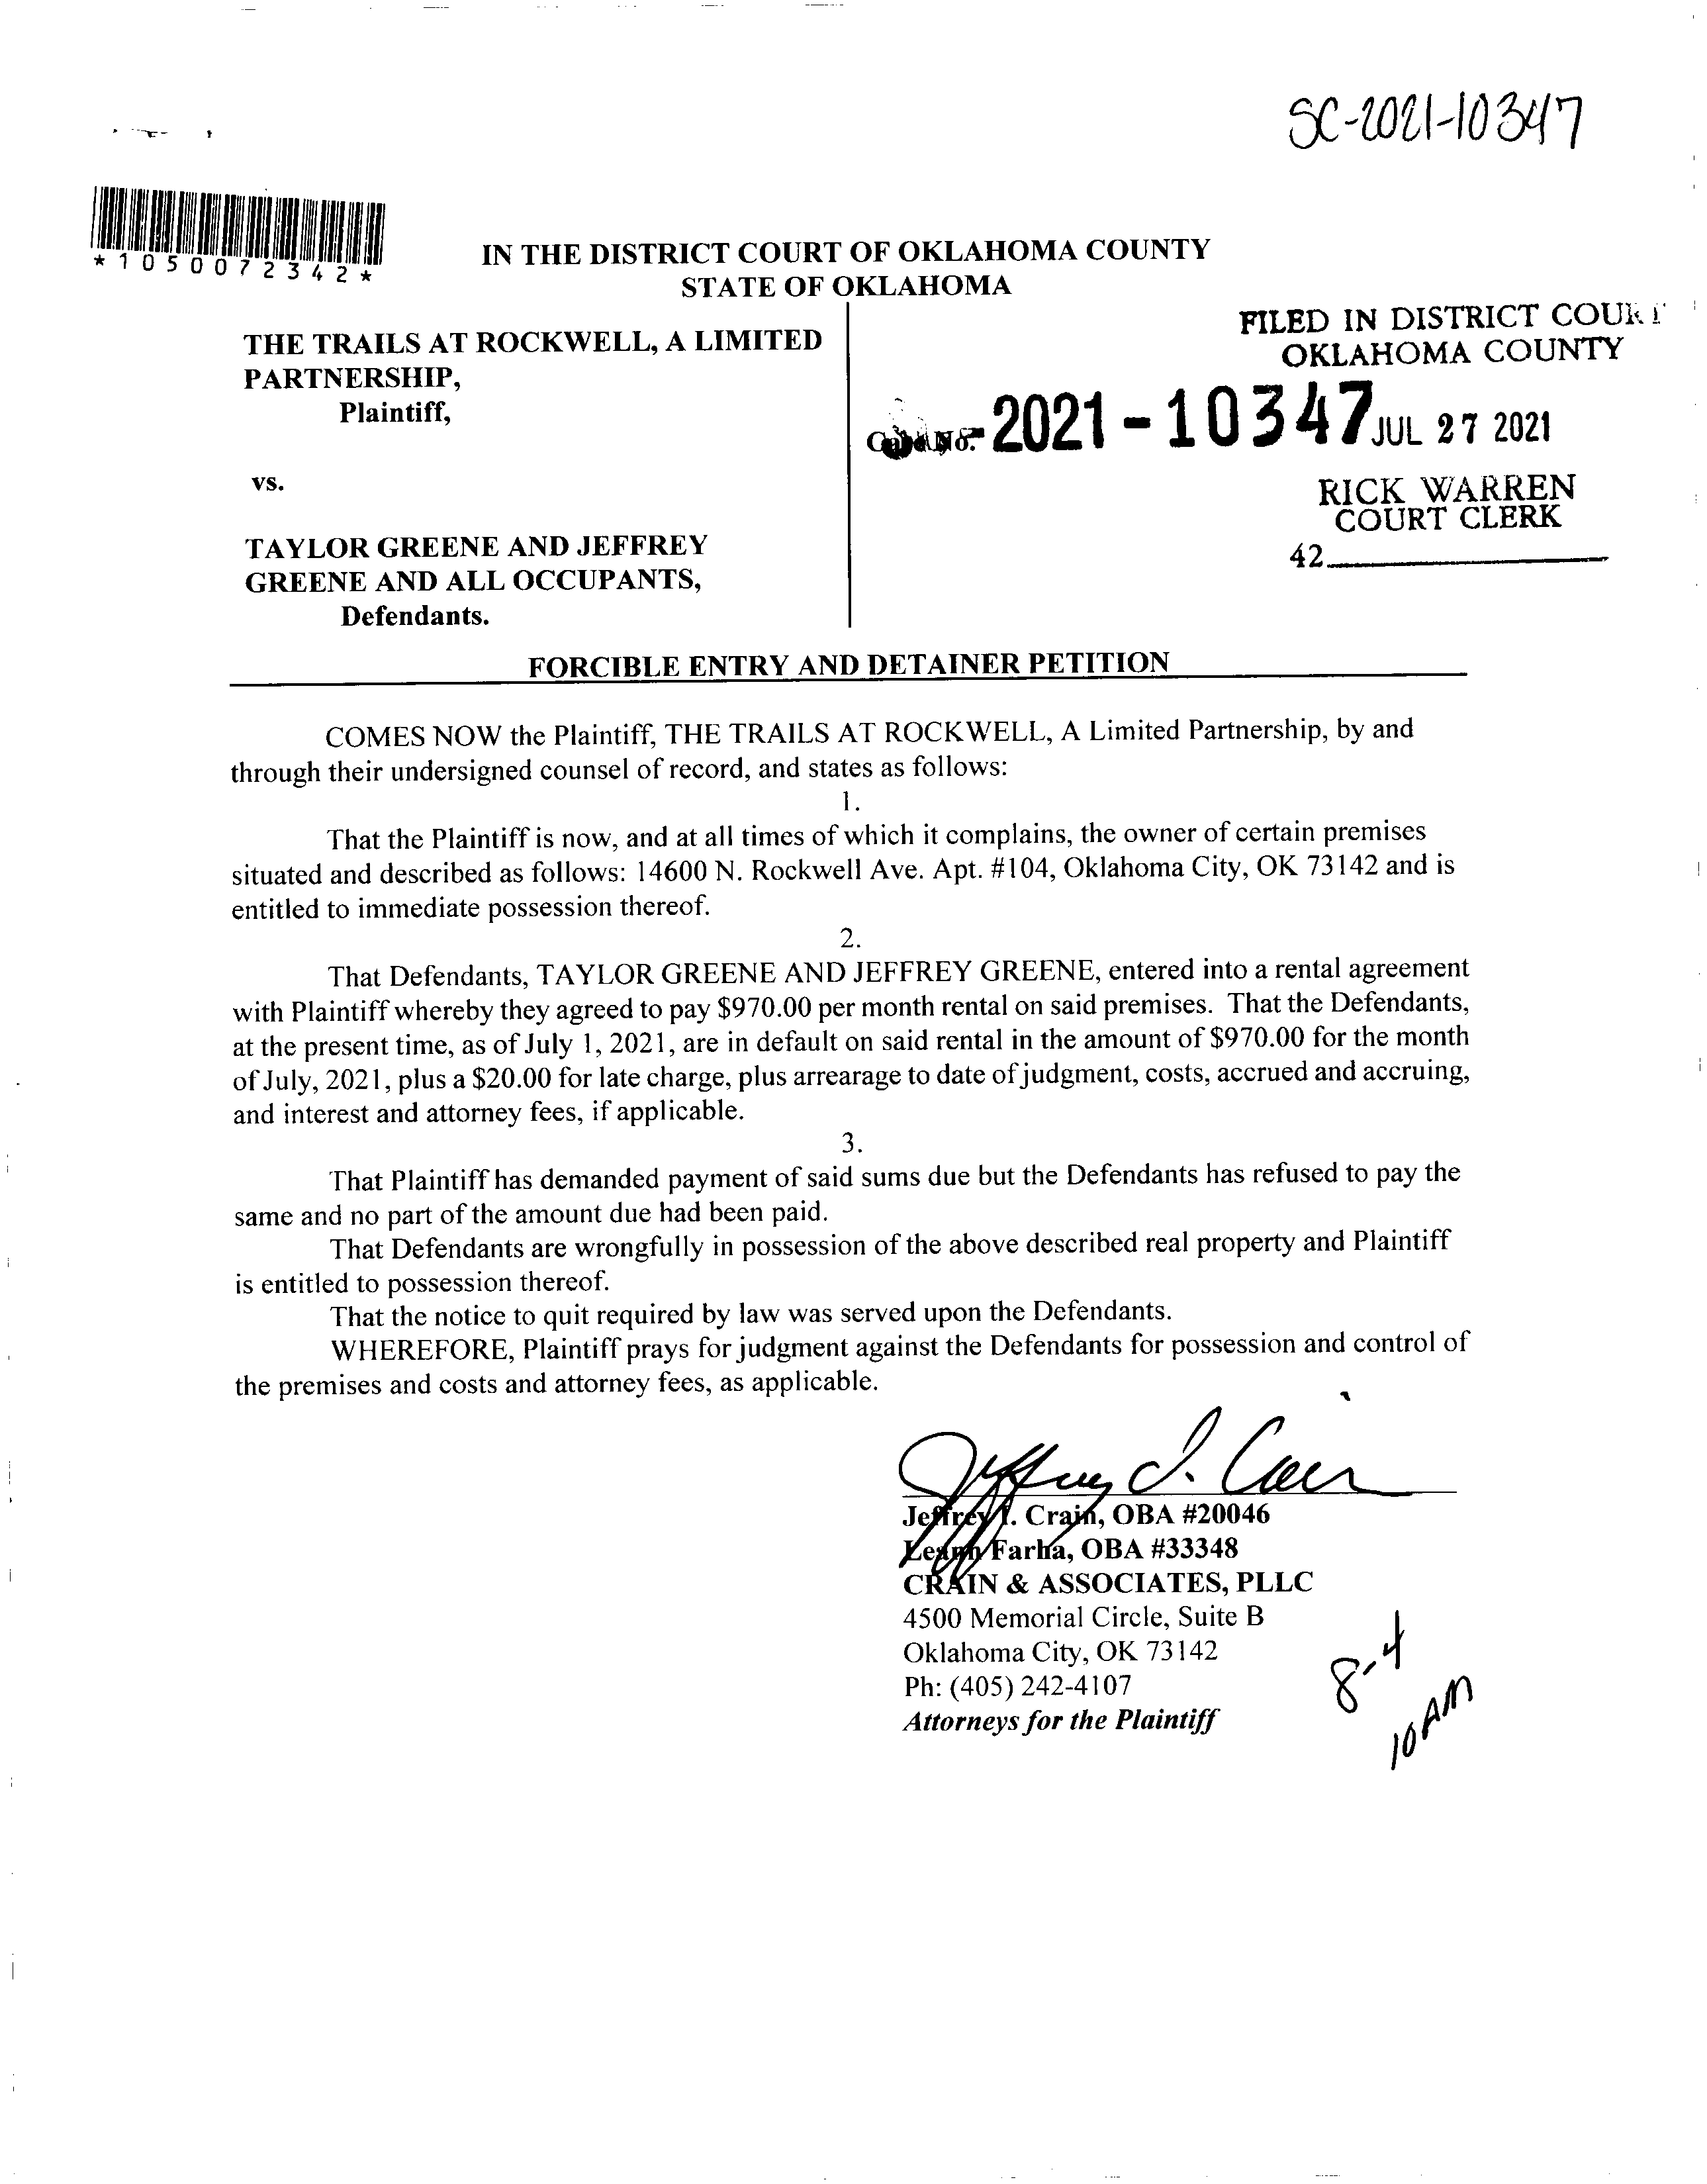 SC-2021-10347
*1050072342*
IN THE DISTRICT COURT OF OKLAHOMA COUNTY
STATE OF OKLAHOMA
THE TRAILS AT ROCKWELL, A LIMITED
PARTNERSHIP,
Plaintiff,
vs.
TAYLOR GREENE AND JEFFREY
GREENE AND ALL OCCUPANTS,
Defendants.
FILED IN DISTRICT COURT
OKLAHOMA COUNTY
Case No. -2021-10347 JUL 27 2021
RICK WARREN
COURT CLERK
42
FORCIBLE ENTRY AND DETAINER PETITION
COMES NOW the Plaintiff, THE TRAILS AT ROCKWELL, A Limited Partnership, by and
through their undersigned counsel of record, and states as follows:
1.
That the Plaintiff is now, and at all times of which it complains, the owner of certain premises
situated and described as follows: 14600 N. Rockwell Ave. Apt. #104, Oklahoma City, OK 73142 and is
entitled to immediate possession thereof.
2.
That Defendants, TAYLOR GREENE AND JEFFREY GREENE, entered into a rental agreement
with Plaintiff whereby they agreed to pay $970.00 per month rental on said premises. That the Defendants,
at the present time, as of July 1, 2021, are in default on said rental in the amount of $970.00 for the month
of July, 2021, plus a $20.00 for late charge, plus arrearage to date of judgment, costs, accrued and accruing,
and interest and attorney fees, if applicable.
3.
That Plaintiff has demanded payment of said sums due but the Defendants has refused to pay the
same and no part of the amount due had been paid.
That Defendants are wrongfully in possession of the above described real property and Plaintiff
is entitled to possession thereof.
That the notice to quit required by law was served upon the Defendants.
WHEREFORE, Plaintiff prays for judgment against the Defendants for possession and control of
the premises and costs and attorney fees, as applicable.
Jeffrey I. Crain
Jeffrey I. Crain, OBA #20046
Leann Farha, OBA #33348
CRAIN & ASSOCIATES, PLLC
4500 Memorial Circle, Suite B
Oklahoma City, OK 73142
Ph: (405) 242-4107
Attorneys for the Plaintiff
8-4
10 AM